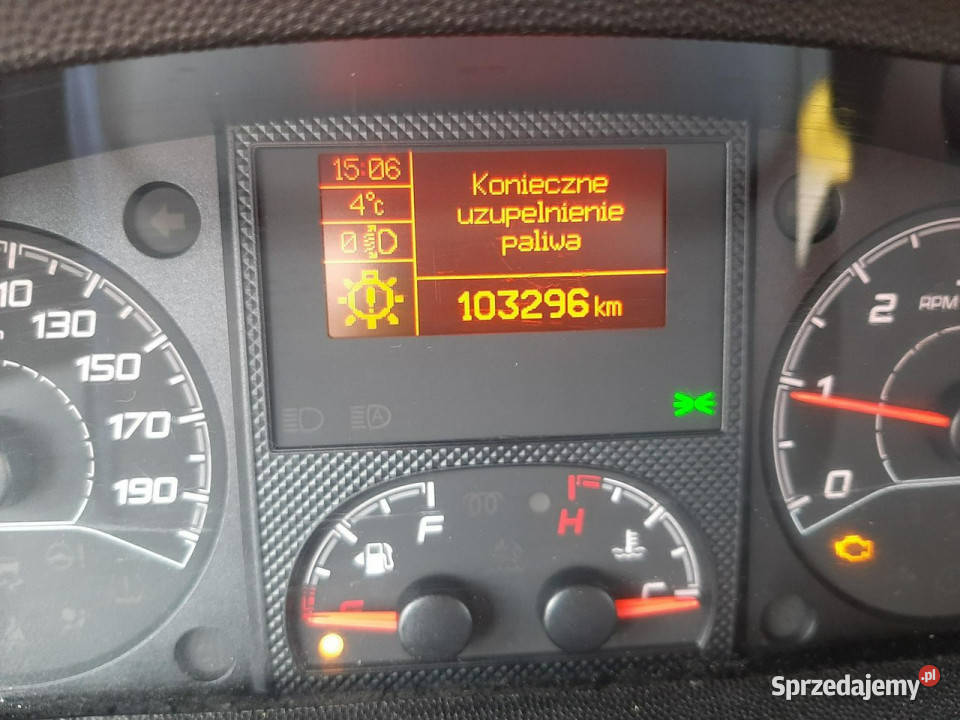 15:06
4°c
0
Konieczne
uzupelnienie
paliwa
103296 km
10
130
150
170
190
2
RPM
1
0
F
H
E
C
Sprzedajemy.pl